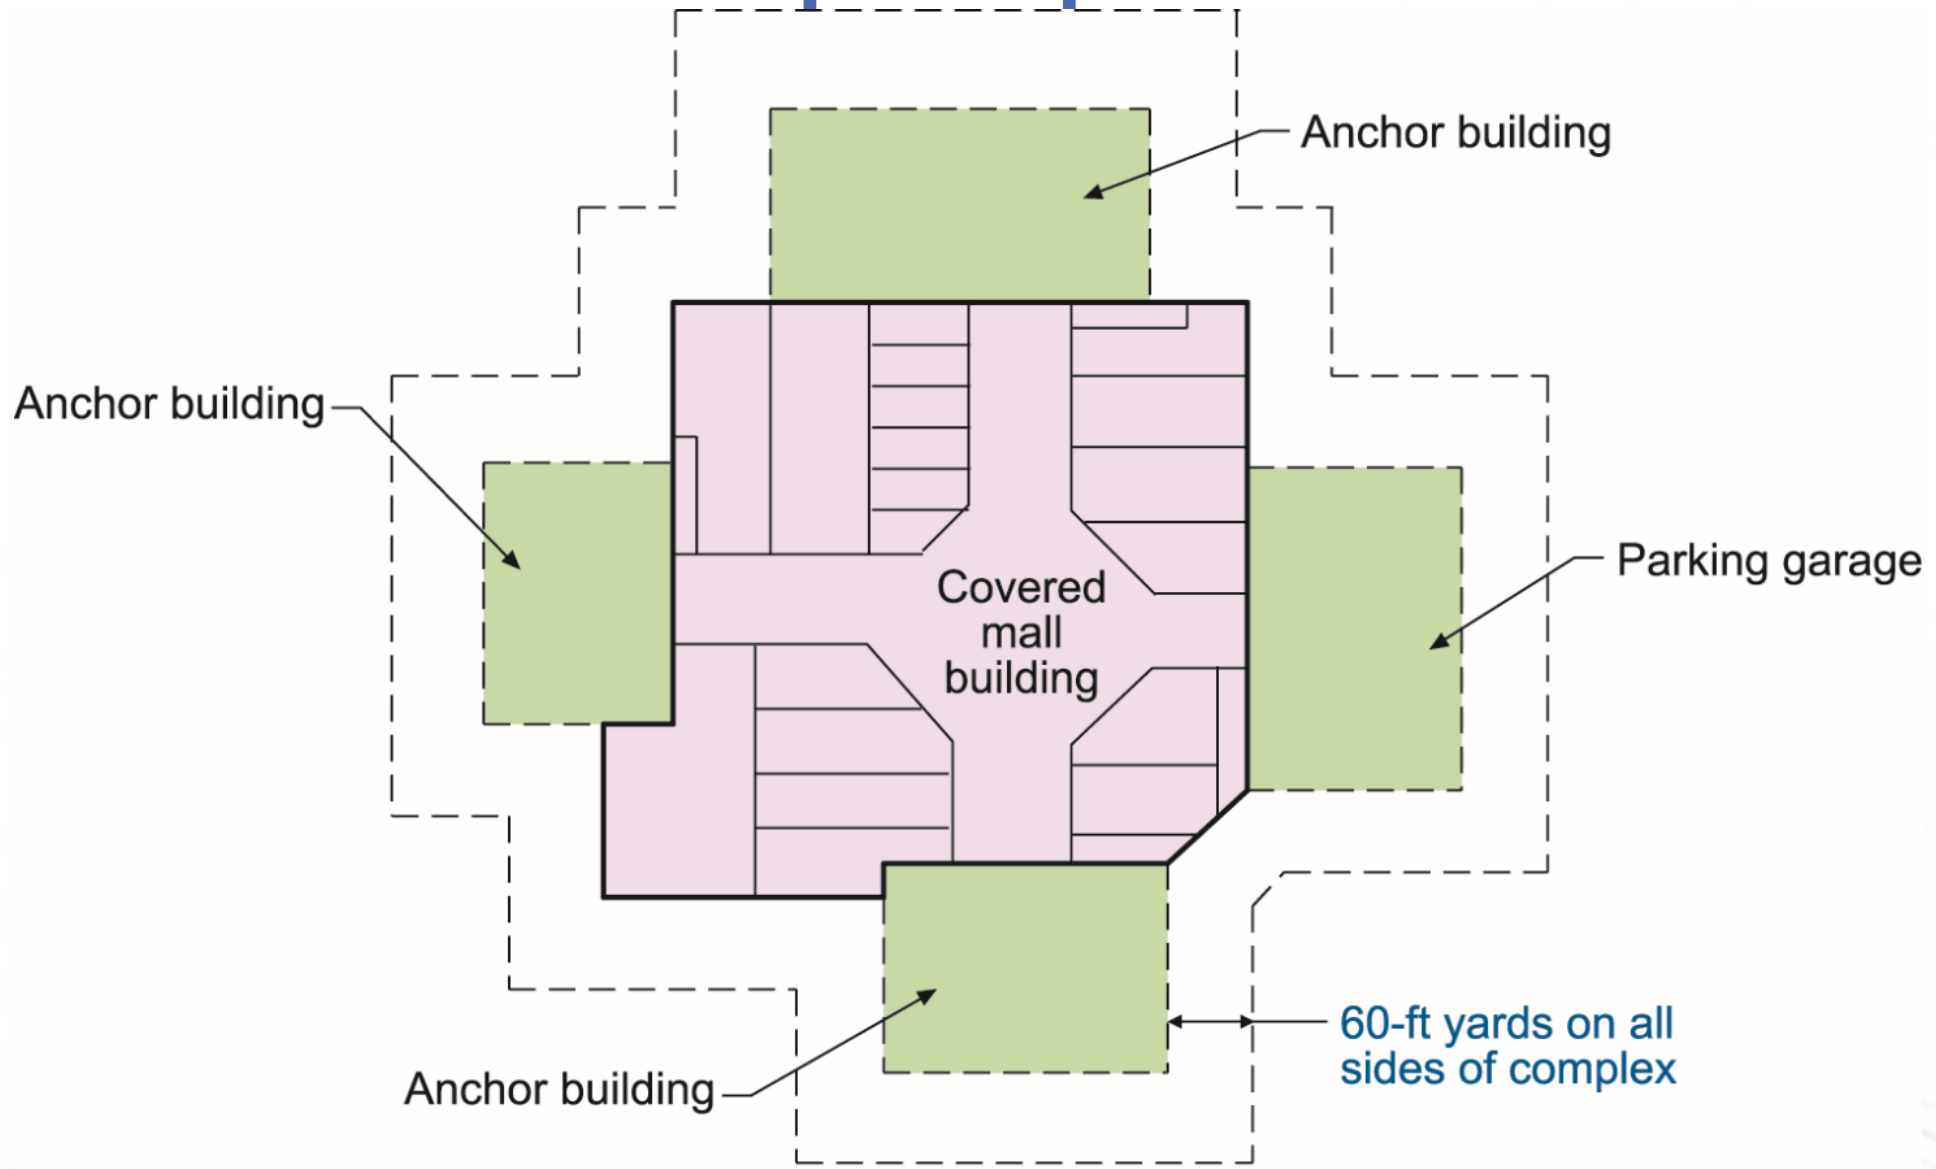 Anchor building
Anchor building
Parking garage
Covered
mall
building
60-ft yards on all
sides of complex
Anchor building